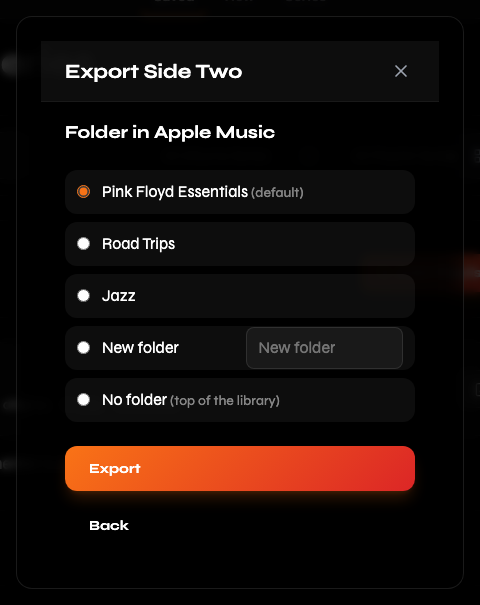 Export Side Two
Folder in Apple Music
Pink Floyd Essentials (default)
Road Trips
Jazz
New folder New folder
No folder (top of the library)
Export
Back